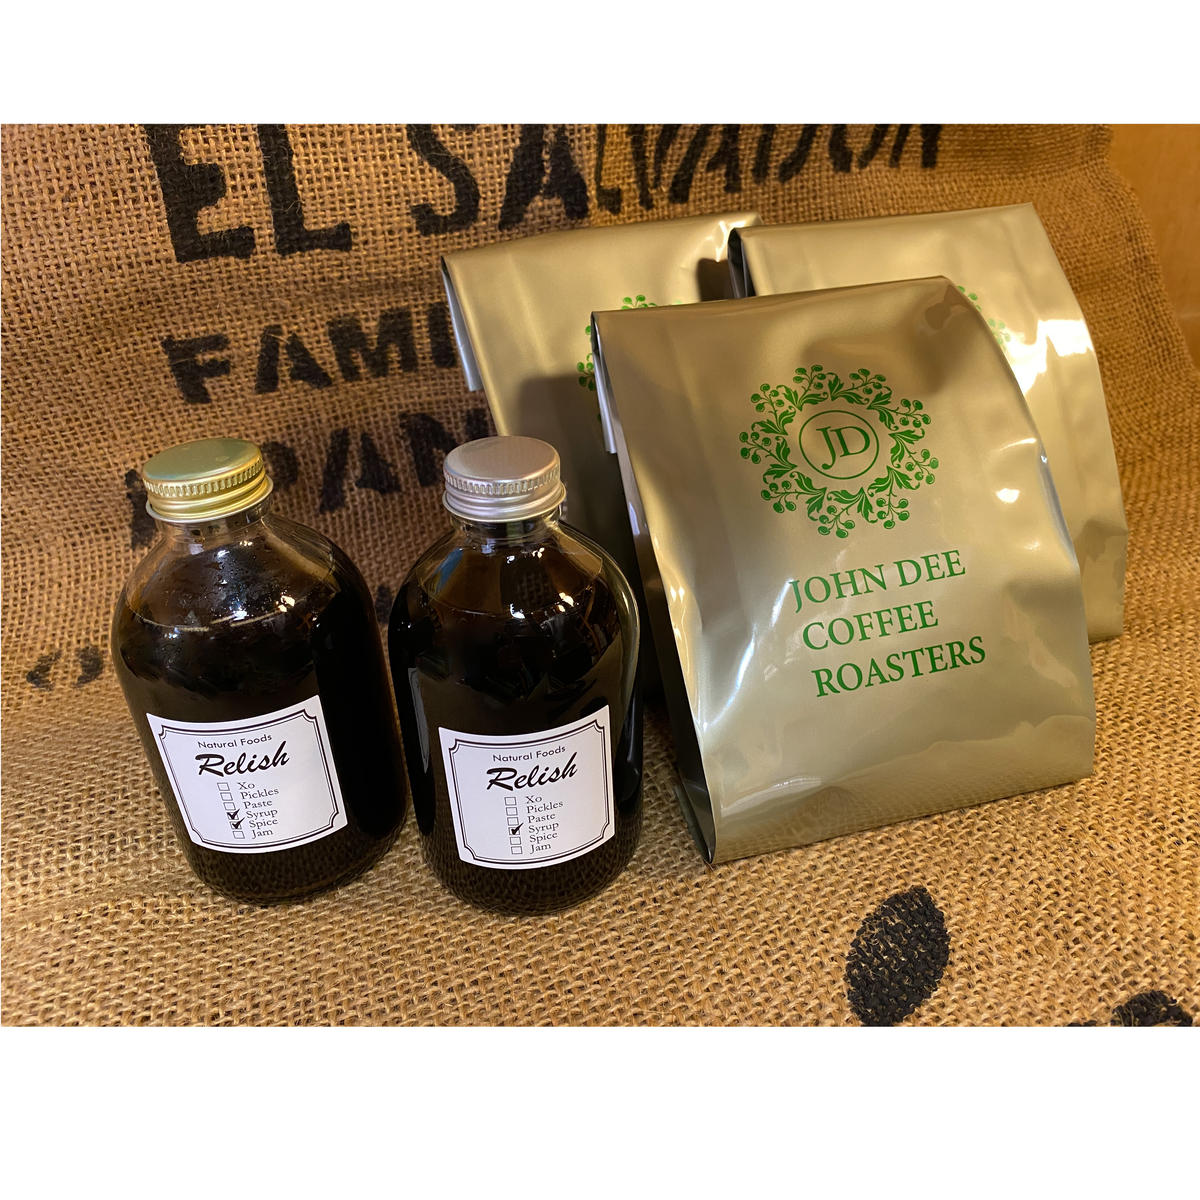 EL SALVADOR
JD
JOHN DEE
COFFEE
ROASTERS
Natural Foods
Relish
Xo
Pickles
Paste
Syrup
Spice
Jam
Natural Foods
Relish
Xo
Pickles
Paste
Syrup
Spice
Jam